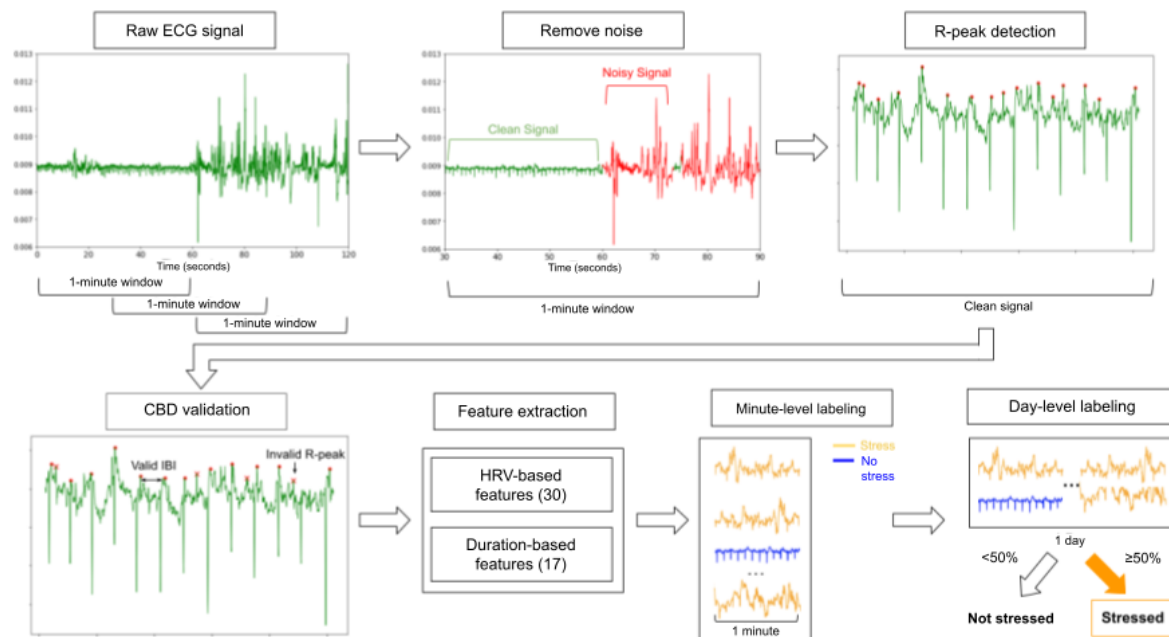 Raw ECG signal
Remove noise
R-peak detection
0.013
0.012
0.011
0.010
0.009
0.008
0.007
0.006
0
20
40
60
80
100
120
Time (seconds)
1-minute window
1-minute window
1-minute window
0.013
0.012
0.011
0.010
0.009
0.008
0.007
0.006
Noisy Signal
Clean Signal
30
40
50
60
70
80
90
Time (seconds)
1-minute window
Clean signal
CBD validation
Valid IBI
Invalid R-peak
Feature extraction
HRV-based
features (30)
Duration-based
features (17)
Minute-level labeling
Stress
No
stress
...
1 minute
Day-level labeling
...
1 day
<50%
≥50%
Not stressed
Stressed